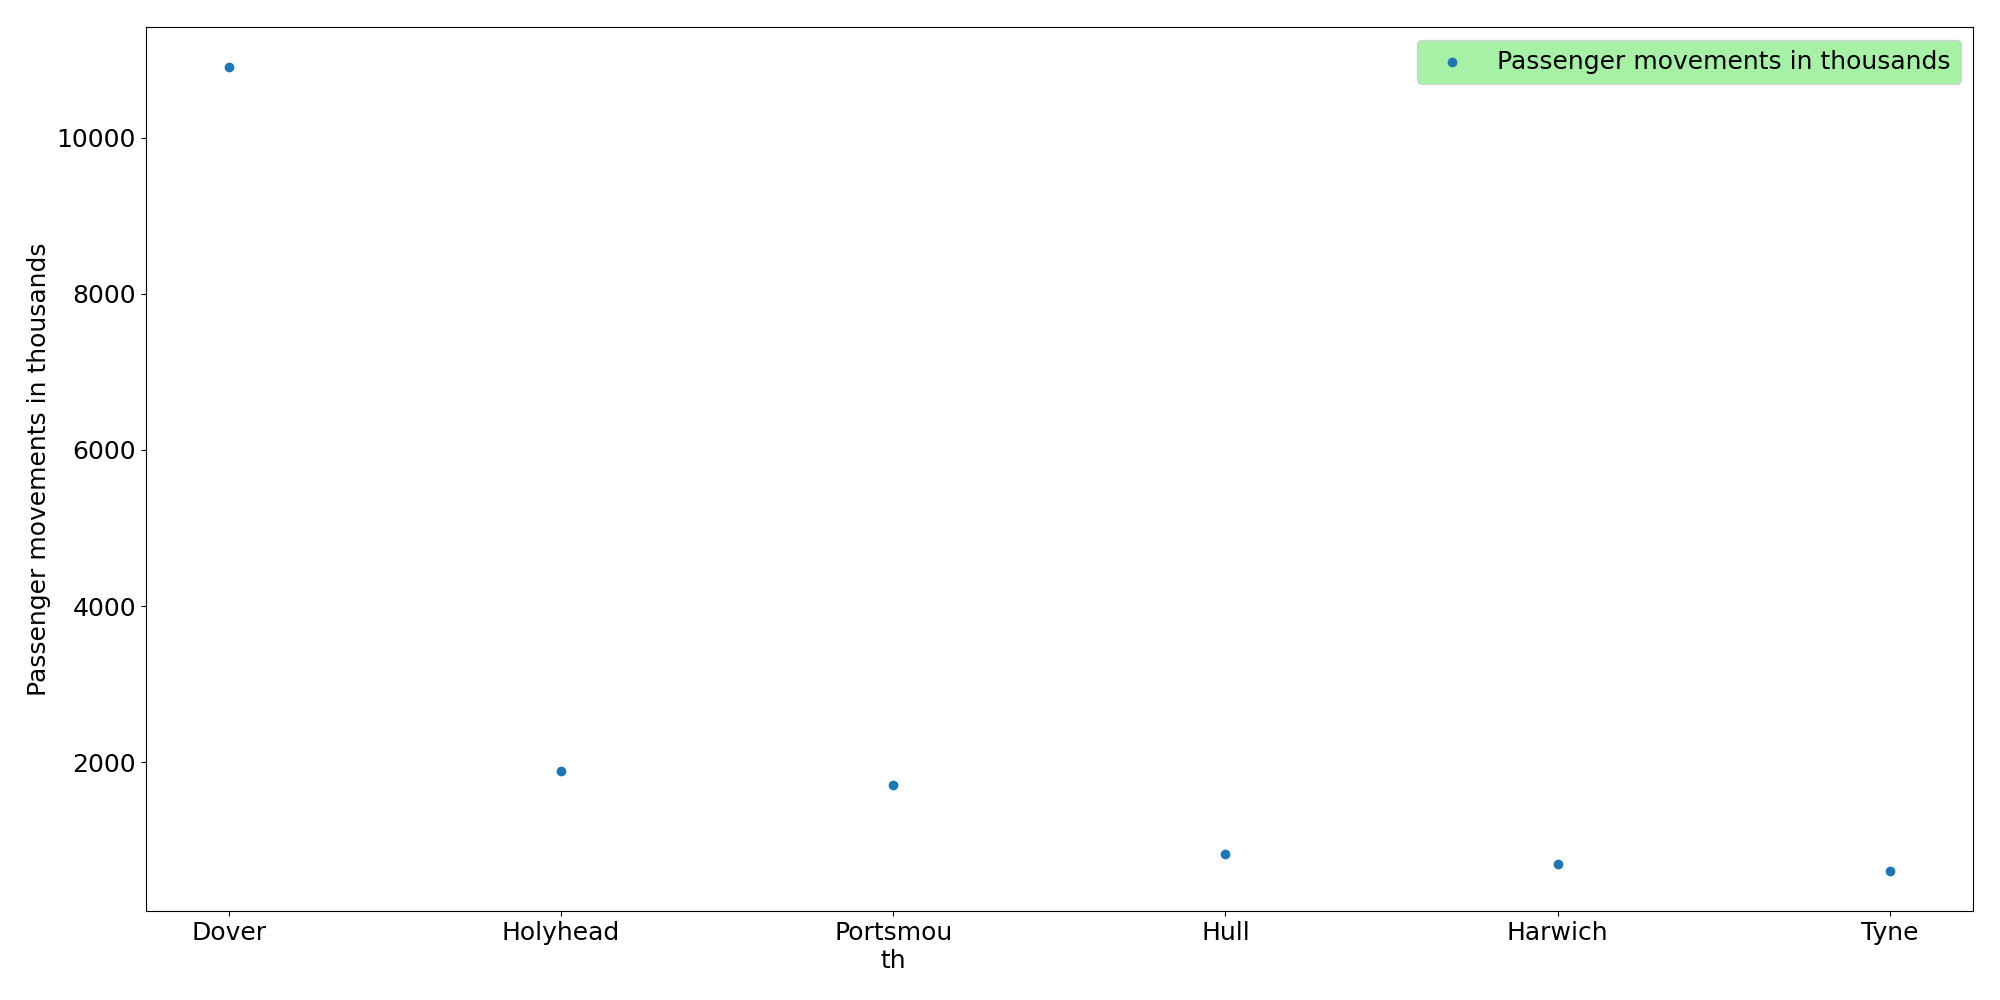 Passenger movements in thousands
Passenger movements in thousands
10000
8000
6000
4000
2000
Dover
Holyhead
Portsmou
th
Hull
Harwich
Tyne